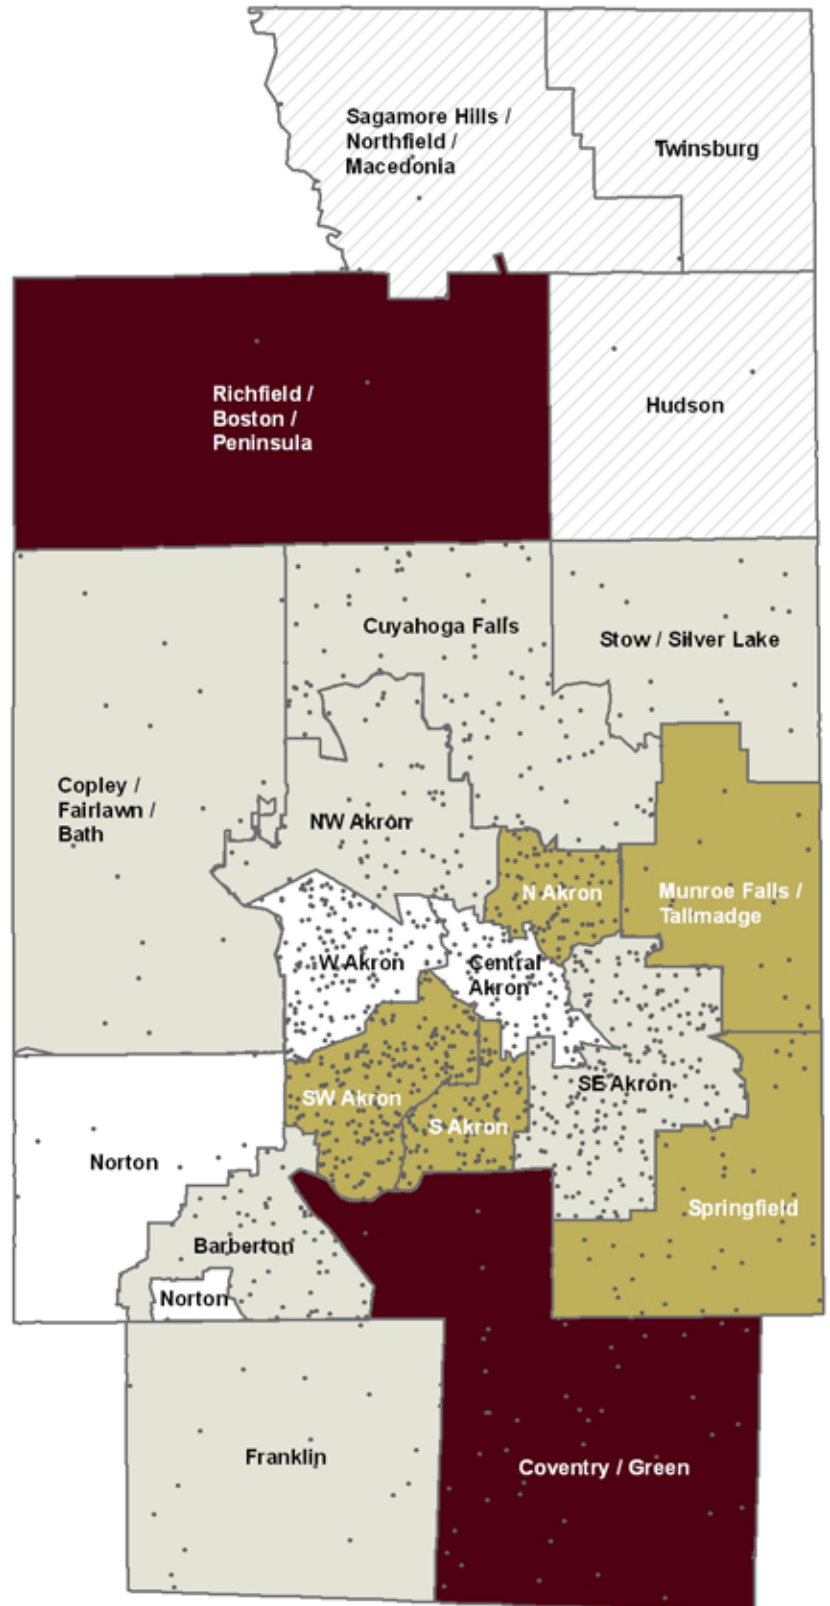 Sagamore Hills /
Northfield /
Macedonia
Twinsburg
Richfield /
Boston /
Peninsula
Hudson
Cuyahoga Falls
Stow / Silver Lake
Copley /
Fairlawn /
Bath
NW Akron
N Akron
Munroe Falls /
Tallmadge
W Akron
Central
Akron
SE Akron
SW Akron
S Akron
Norton
Springfield
Barberton
Norton
Franklin
Coventry / Green